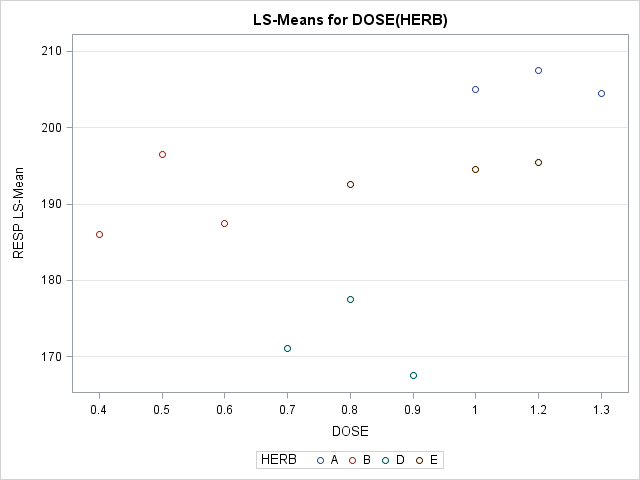 LS-Means for DOSE(HERB)
210
200
190
180
170
RESP LS-Mean
0.4 0.5 0.6 0.7 0.8 0.9 1 1.2 1.3
DOSE
HERB A B D E